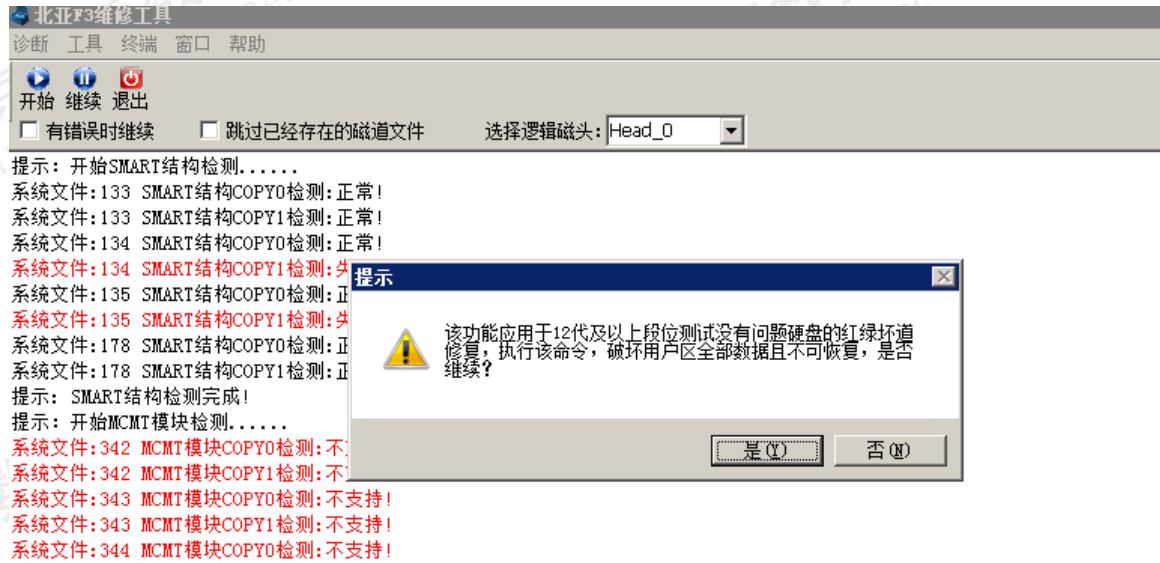 北亚F3维修工具
诊断 工具 终端 窗口 帮助
开始 继续 退出
有错误时继续 跳过已经存在的磁道文件 选择逻辑磁头: Head_0
提示: 开始SMART结构检测......
系统文件:133 SMART结构COPY0检测:正常!
系统文件:133 SMART结构COPY1检测:正常!
系统文件:134 SMART结构COPY0检测:正常!
系统文件:134 SMART结构COPY1检测:失
系统文件:135 SMART结构COPY0检测:正
系统文件:135 SMART结构COPY1检测:失
系统文件:178 SMART结构COPY0检测:正
系统文件:178 SMART结构COPY1检测:正
提示: SMART结构检测完成!
提示: 开始MCMT模块检测......
系统文件:342 MCMT模块COPY0检测:不
系统文件:342 MCMT模块COPY1检测:不
系统文件:343 MCMT模块COPY0检测:不支持!
系统文件:343 MCMT模块COPY1检测:不支持!
系统文件:344 MCMT模块COPY0检测:不支持!
提示
该功能应用于12代及以上段位测试没有问题硬盘的红绿坏道
修复，执行该命令，破坏用户区全部数据且不可恢复，是否
继续?
是(Y) 否(N)